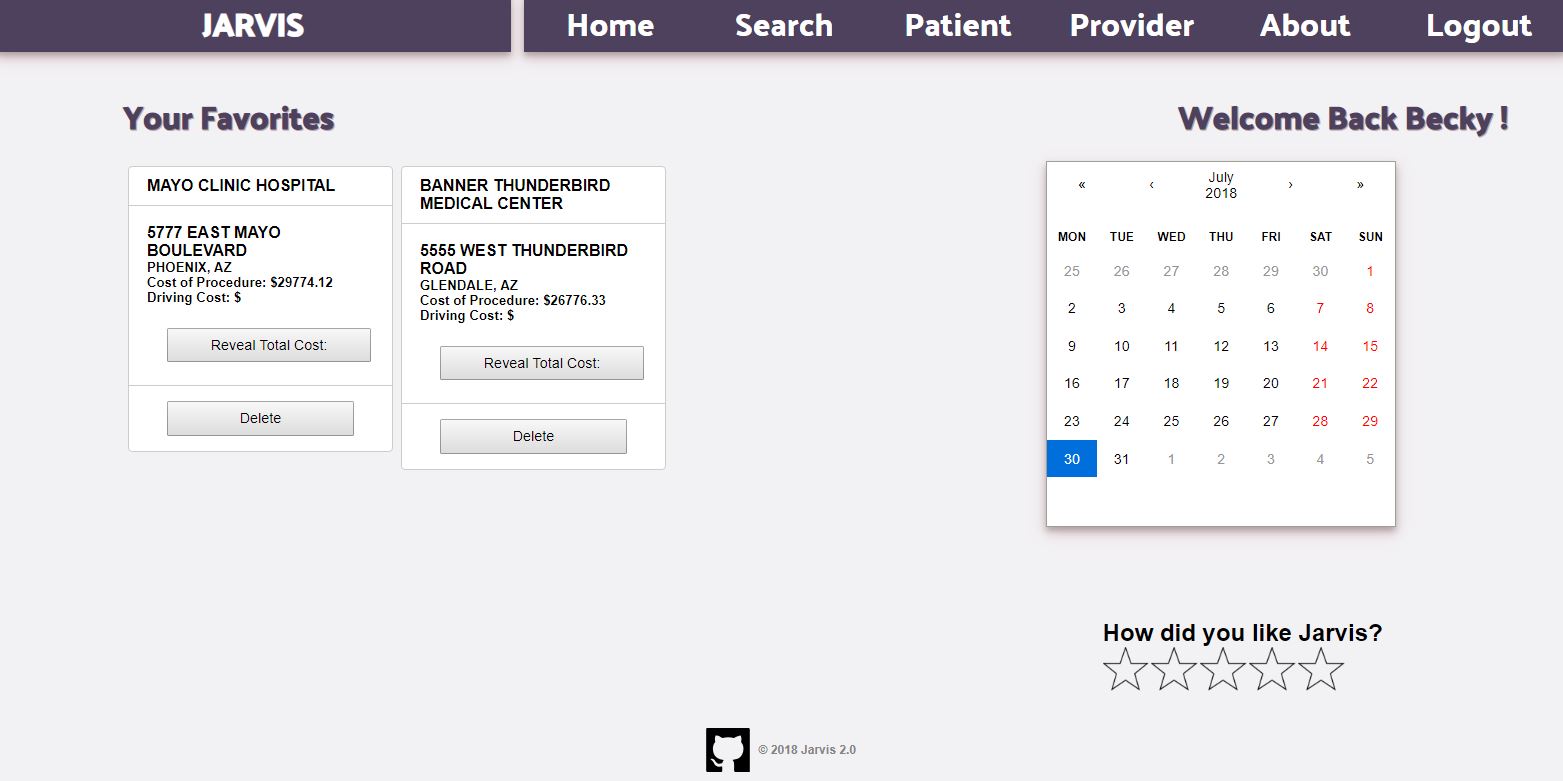 JARVIS
Home Search Patient Provider About Logout
Your Favorites
Welcome Back Becky !
MAYO CLINIC HOSPITAL
5777 EAST MAYO
BOULEVARD
PHOENIX, AZ
Cost of Procedure: $29774.12
Driving Cost: $
Reveal Total Cost:
Delete
BANNER THUNDERBIRD
MEDICAL CENTER
5555 WEST THUNDERBIRD
ROAD
GLENDALE, AZ
Cost of Procedure: $26776.33
Driving Cost: $
Reveal Total Cost:
Delete
« ‹ July
2018 › »
MON TUE WED THU FRI SAT SUN
25 26 27 28 29 30 1
2 3 4 5 6 7 8
9 10 11 12 13 14 15
16 17 18 19 20 21 22
23 24 25 26 27 28 29
30 31 1 2 3 4 5
How did you like Jarvis?
© 2018 Jarvis 2.0